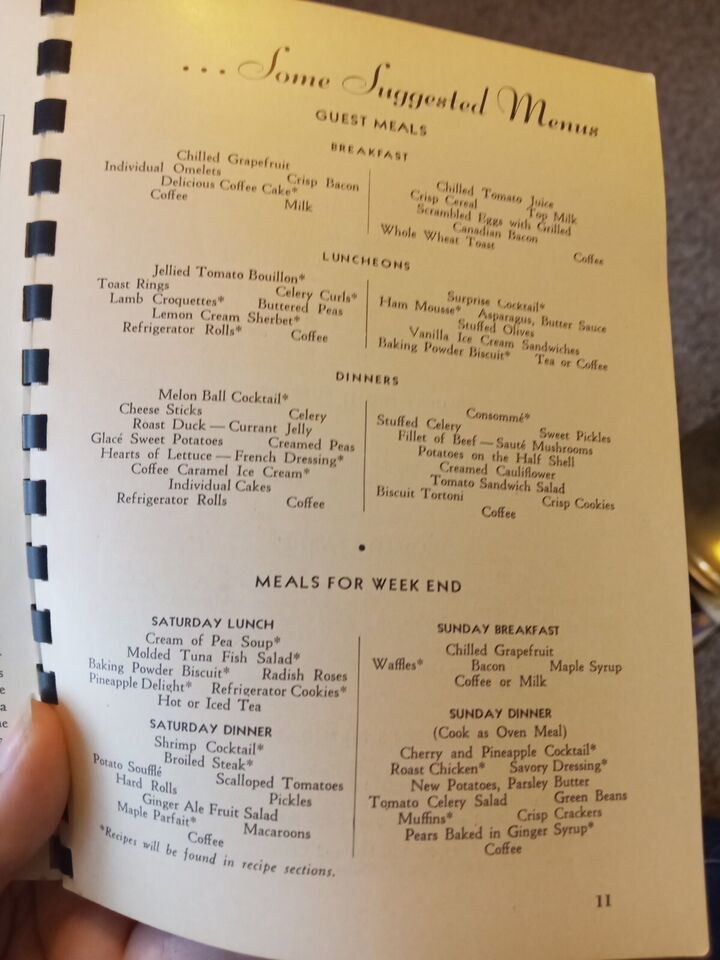 ... Some Suggested Menus
GUEST MEALS
BREAKFAST
Chilled Grapefruit
Individual Omelets Crisp Bacon
Delicious Coffee Cake*
Coffee Milk
Chilled Tomato Juice
Crisp Cereal Top Milk
Scrambled Eggs with Grilled
Canadian Bacon
Whole Wheat Toast
Coffee
LUNCHEONS
Jellied Tomato Bouillon*
Toast Rings Celery Curls*
Lamb Croquettes* Buttered Peas
Lemon Cream Sherbet*
Refrigerator Rolls* Coffee
Surprise Cocktail*
Ham Mousse* Asparagus, Butter Sauce
Stuffed Olives
Vanilla Ice Cream Sandwiches
Baking Powder Biscuit* Tea or Coffee
DINNERS
Melon Ball Cocktail*
Cheese Sticks Celery
Roast Duck — Currant Jelly
Glacé Sweet Potatoes Creamed Peas
Hearts of Lettuce — French Dressing*
Coffee Caramel Ice Cream*
Individual Cakes
Refrigerator Rolls Coffee
Consommé*
Stuffed Celery Sweet Pickles
Fillet of Beef — Sauté Mushrooms
Potatoes on the Half Shell
Creamed Cauliflower
Tomato Sandwich Salad
Biscuit Tortoni Crisp Cookies
Coffee
MEALS FOR WEEK END
SATURDAY LUNCH
Cream of Pea Soup*
Molded Tuna Fish Salad*
Baking Powder Biscuit* Radish Roses
Pineapple Delight* Refrigerator Cookies*
Hot or Iced Tea
SATURDAY DINNER
Shrimp Cocktail*
Broiled Steak*
Potato Soufflé Scalloped Tomatoes
Hard Rolls Pickles
Ginger Ale Fruit Salad
Maple Parfait* Macaroons
Coffee
*Recipes will be found in recipe sections.
SUNDAY BREAKFAST
Chilled Grapefruit
Waffles* Bacon Maple Syrup
Coffee or Milk
SUNDAY DINNER
(Cook as Oven Meal)
Cherry and Pineapple Cocktail*
Roast Chicken* Savory Dressing*
New Potatoes, Parsley Butter
Tomato Celery Salad Green Beans
Muffins* Crisp Crackers
Pears Baked in Ginger Syrup*
Coffee
11